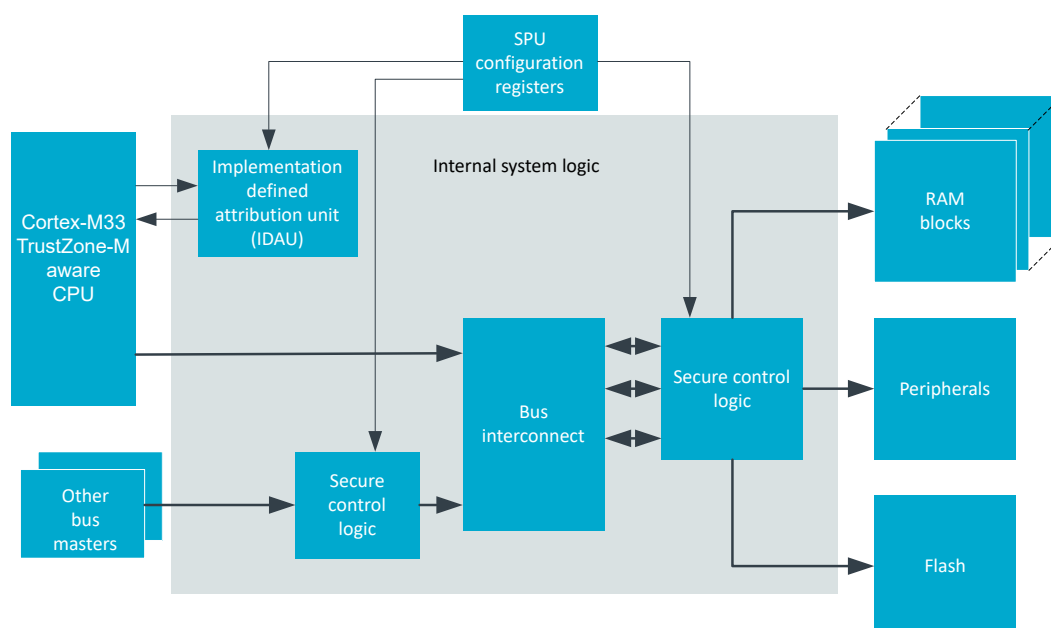 SPU
configuration
registers
Internal system logic
Implementation
defined
attribution unit
(IDAU)
Cortex-M33
TrustZone-M
aware
CPU
RAM
blocks
Bus
interconnect
Secure control
logic
Peripherals
Other
bus
masters
Secure
control
logic
Flash